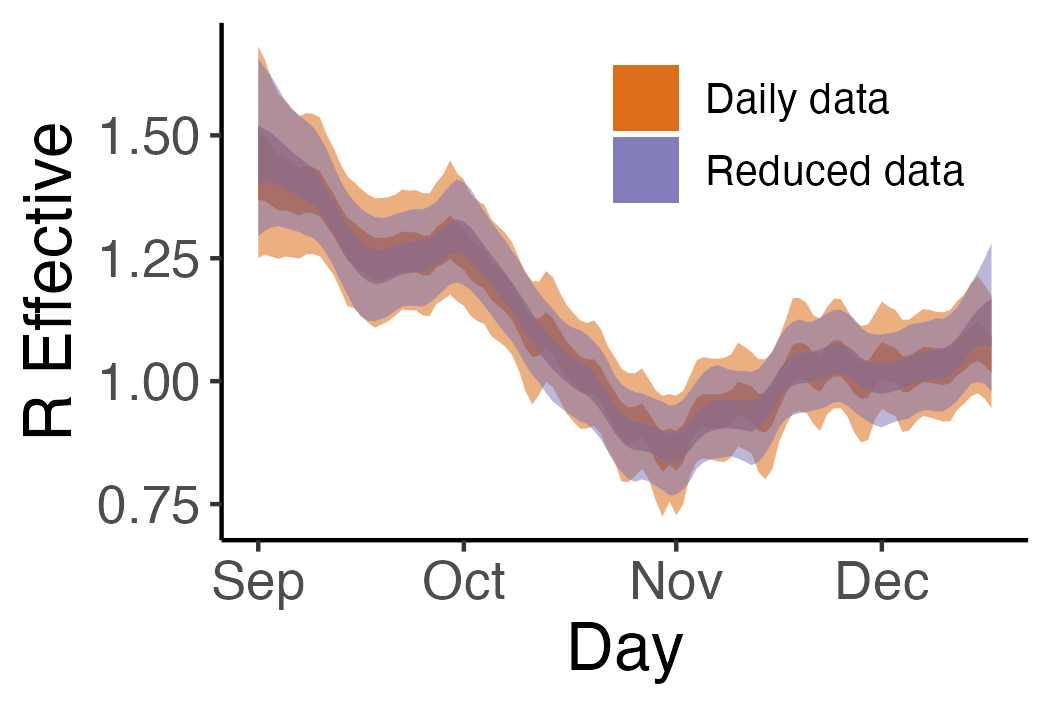 R Effective
1.50
1.25
1.00
0.75
Daily data
Reduced data
Sep Oct Nov Dec
Day